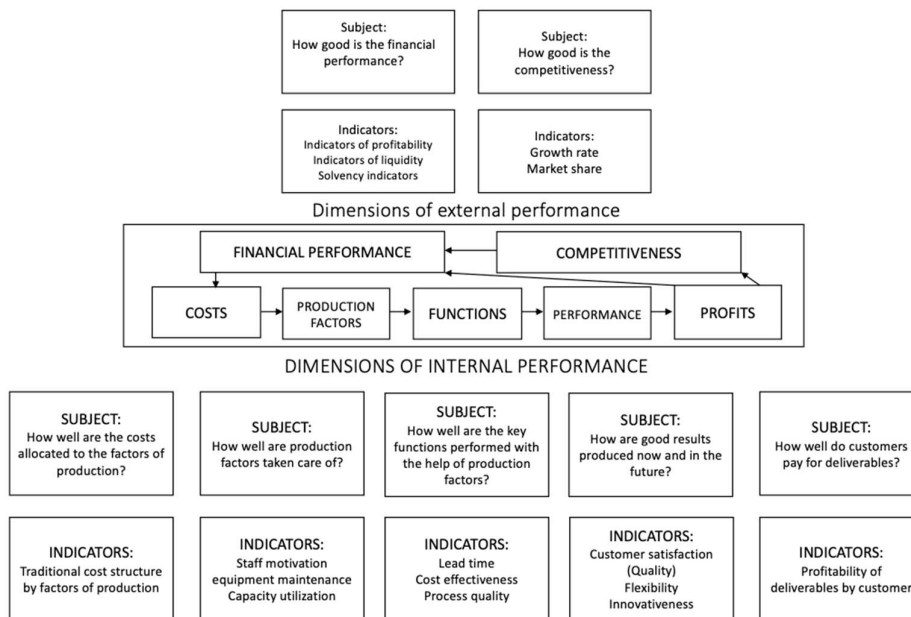 Subject:
How good is the financial
performance?
Subject:
How good is the
competitiveness?
Indicators:
Indicators of profitability
Indicators of liquidity
Solvency indicators
Indicators:
Growth rate
Market share
Dimensions of external performance
FINANCIAL PERFORMANCE
COMPETITIVENESS
COSTS
PRODUCTION
FACTORS
FUNCTIONS
PERFORMANCE
PROFITS
DIMENSIONS OF INTERNAL PERFORMANCE
SUBJECT:
How well are the costs
allocated to the factors of
production?
SUBJECT:
How well are production
factors taken care of?
SUBJECT:
How well are the key
functions performed with
the help of production
factors?
SUBJECT:
How are good results
produced now and in the
future?
SUBJECT:
How well do customers
pay for deliverables?
INDICATORS:
Traditional cost structure
by factors of production
INDICATORS:
Staff motivation
equipment maintenance
Capacity utilization
INDICATORS:
Lead time
Cost effectiveness
Process quality
INDICATORS:
Customer satisfaction
(Quality)
Flexibility
Innovativeness
INDICATORS:
Profitability of
deliverables by customer